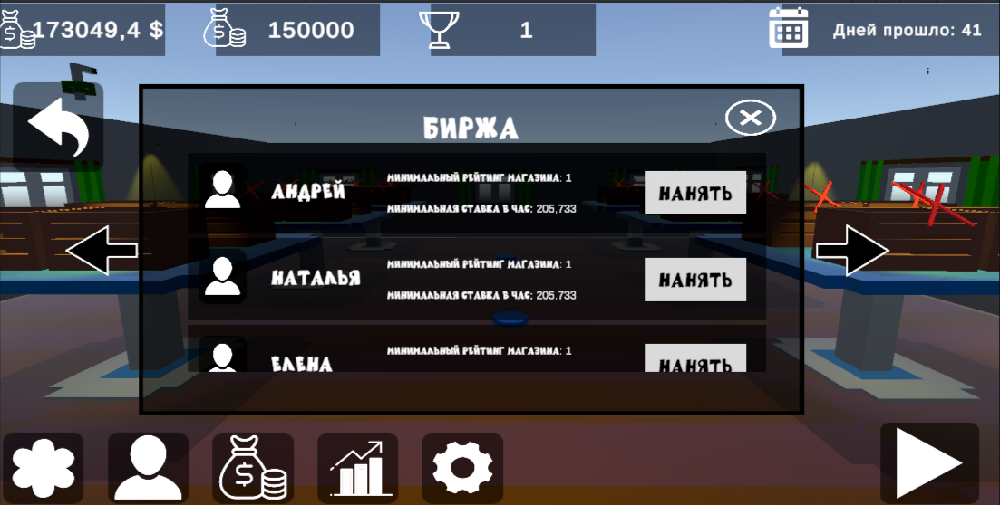 173049,4 $
150000
1
Дней прошло: 41
БИРЖА
АНДРЕЙ
МИНИМАЛЬНЫЙ РЕЙТИНГ МАГАЗИНА: 1
МИНИМАЛЬНАЯ СТАВКА В ЧАС: 205,733
НАНЯТЬ
НАТАЛЬЯ
МИНИМАЛЬНЫЙ РЕЙТИНГ МАГАЗИНА: 1
МИНИМАЛЬНАЯ СТАВКА В ЧАС: 205,733
НАНЯТЬ
ЕЛЕНА
МИНИМАЛЬНЫЙ РЕЙТИНГ МАГАЗИНА: 1
НАНЯТЬ